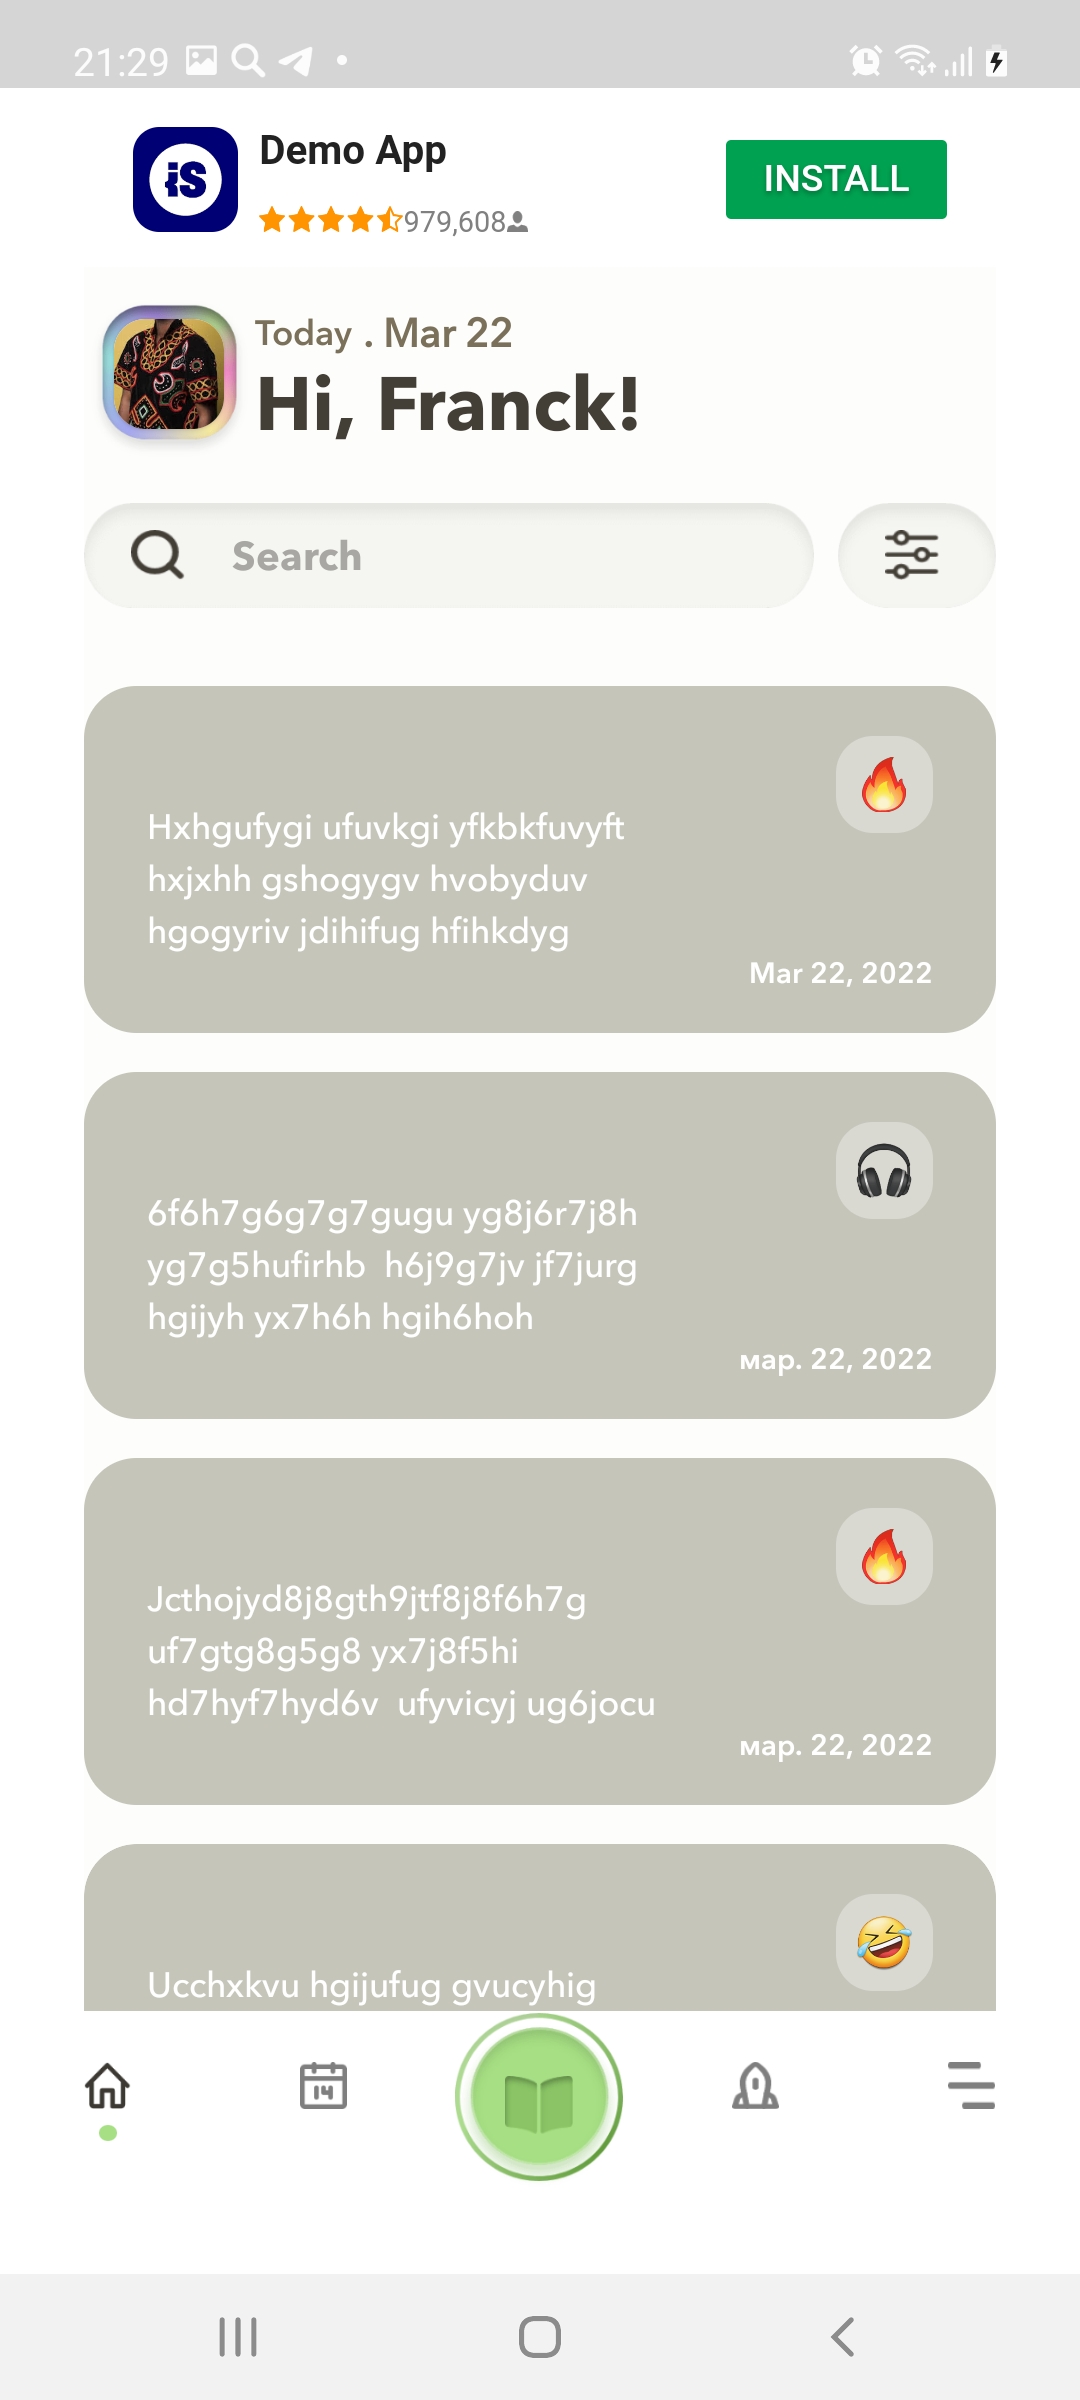 21:29
iS
Demo App
979,608
INSTALL
Today . Mar 22
Hi, Franck!
Search
Hxhgufygi ufuvkgi yfkbkfuvyft
hxjxhh gshogygv hvobyduv
hgogyriv jdihifug hfihkdyg
Mar 22, 2022
6f6h7g6g7g7gugu yg8j6r7j8h
yg7g5hufirhb  h6j9g7jv jf7jurg
hgijyh yx7h6h hgih6hoh
мар. 22, 2022
Jcthojyd8j8gth9jtf8j8f6h7g
uf7gtg8g5g8 yx7j8f5hi
hd7hyf7hyd6v  ufyvicyj ug6jocu
мар. 22, 2022
Ucchxkvu hgijufug gvucyhig
14